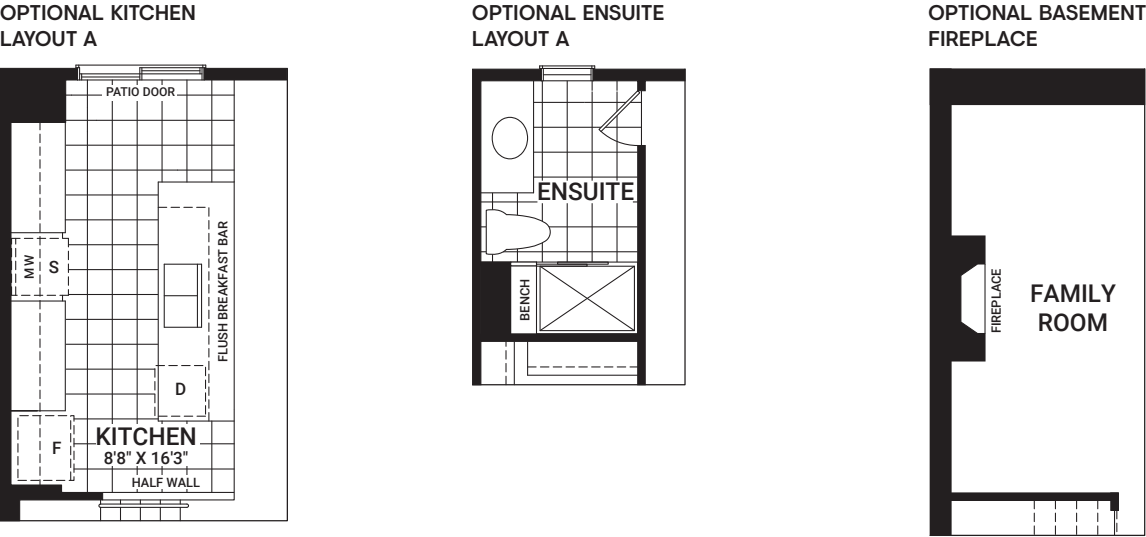 OPTIONAL KITCHEN
LAYOUT A
PATIO DOOR
MW
S
FLUSH BREAKFAST BAR
D
F
KITCHEN
8'8" X 16'3"
HALF WALL
OPTIONAL ENSUITE
LAYOUT A
ENSUITE
BENCH
OPTIONAL BASEMENT
FIREPLACE
FIREPLACE
FAMILY
ROOM